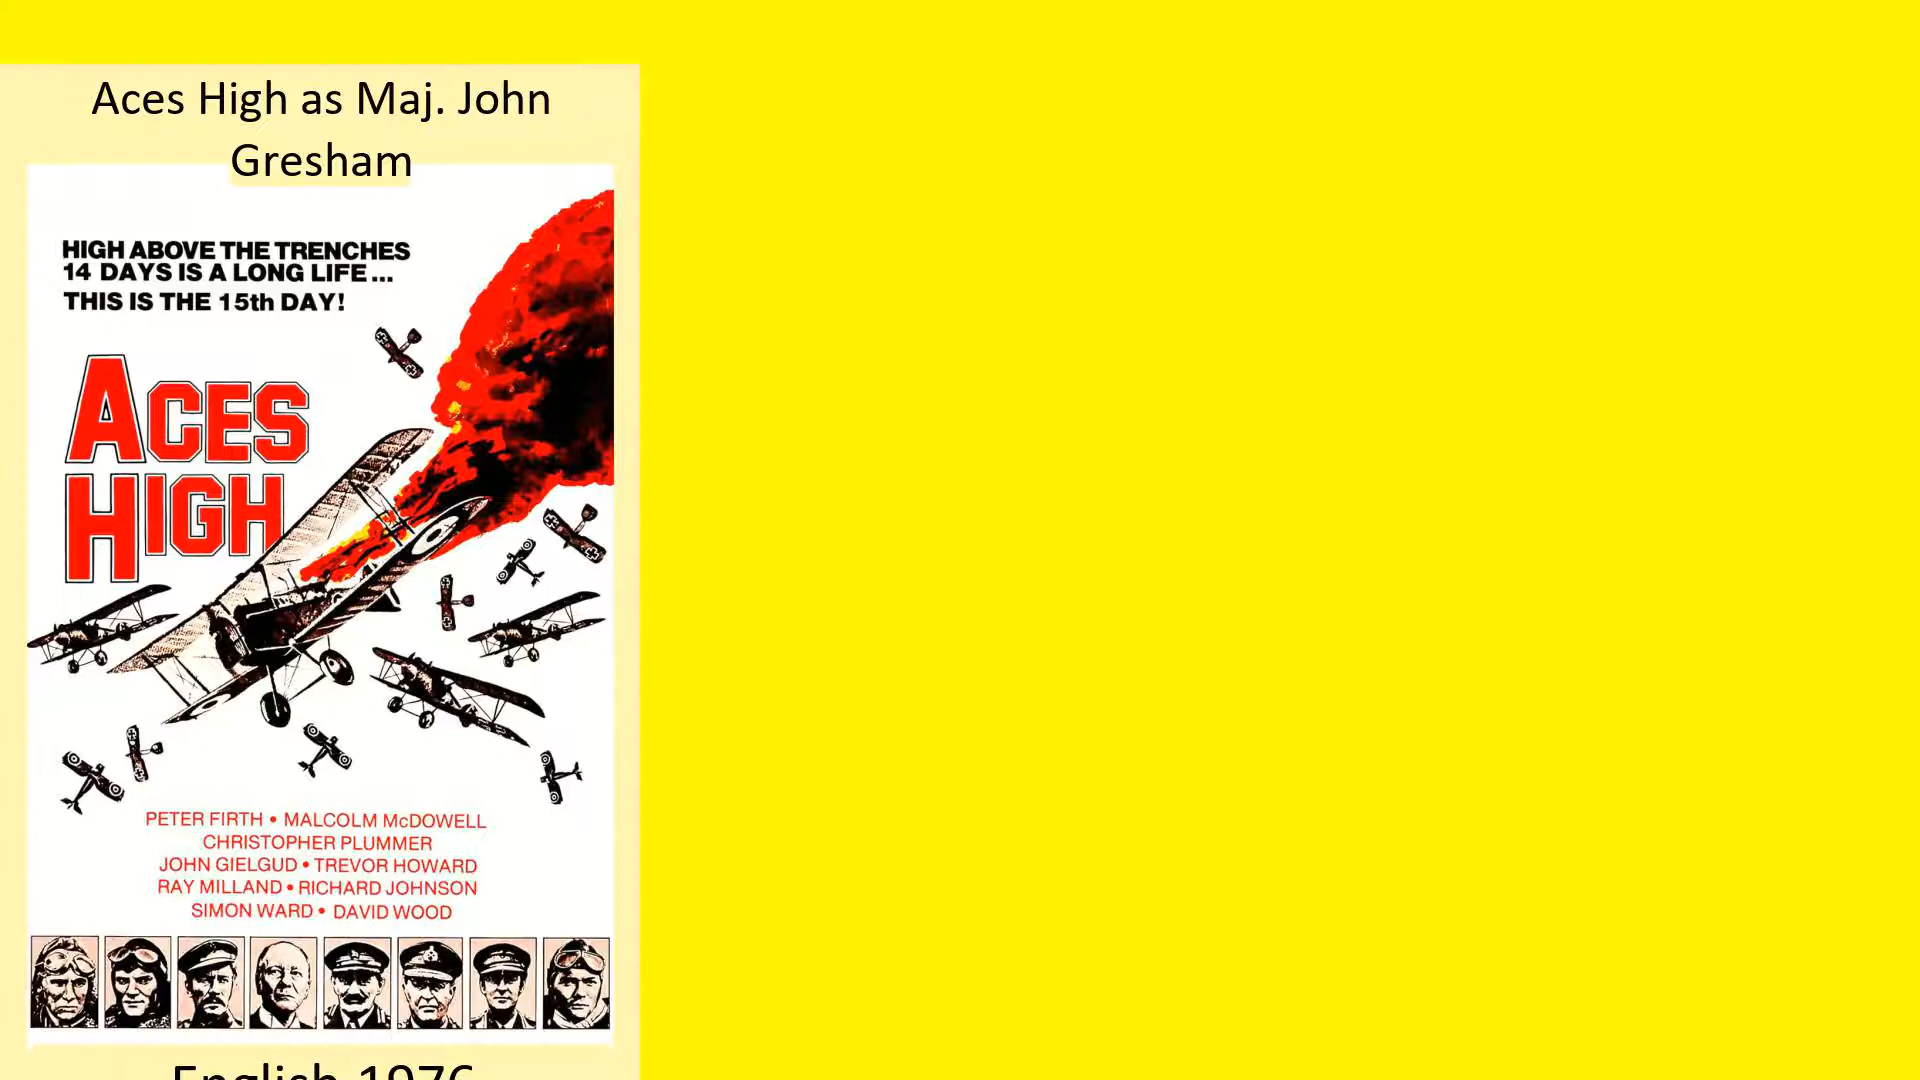 Aces High as Maj. John
Gresham
HIGH ABOVE THE TRENCHES
14 DAYS IS A LONG LIFE...
THIS IS THE 15th DAY!
ACES
HIGH
PETER FIRTH • MALCOLM McDOWELL
CHRISTOPHER PLUMMER
JOHN GIELGUD • TREVOR HOWARD
RAY MILLAND • RICHARD JOHNSON
SIMON WARD • DAVID WOOD
English 1976